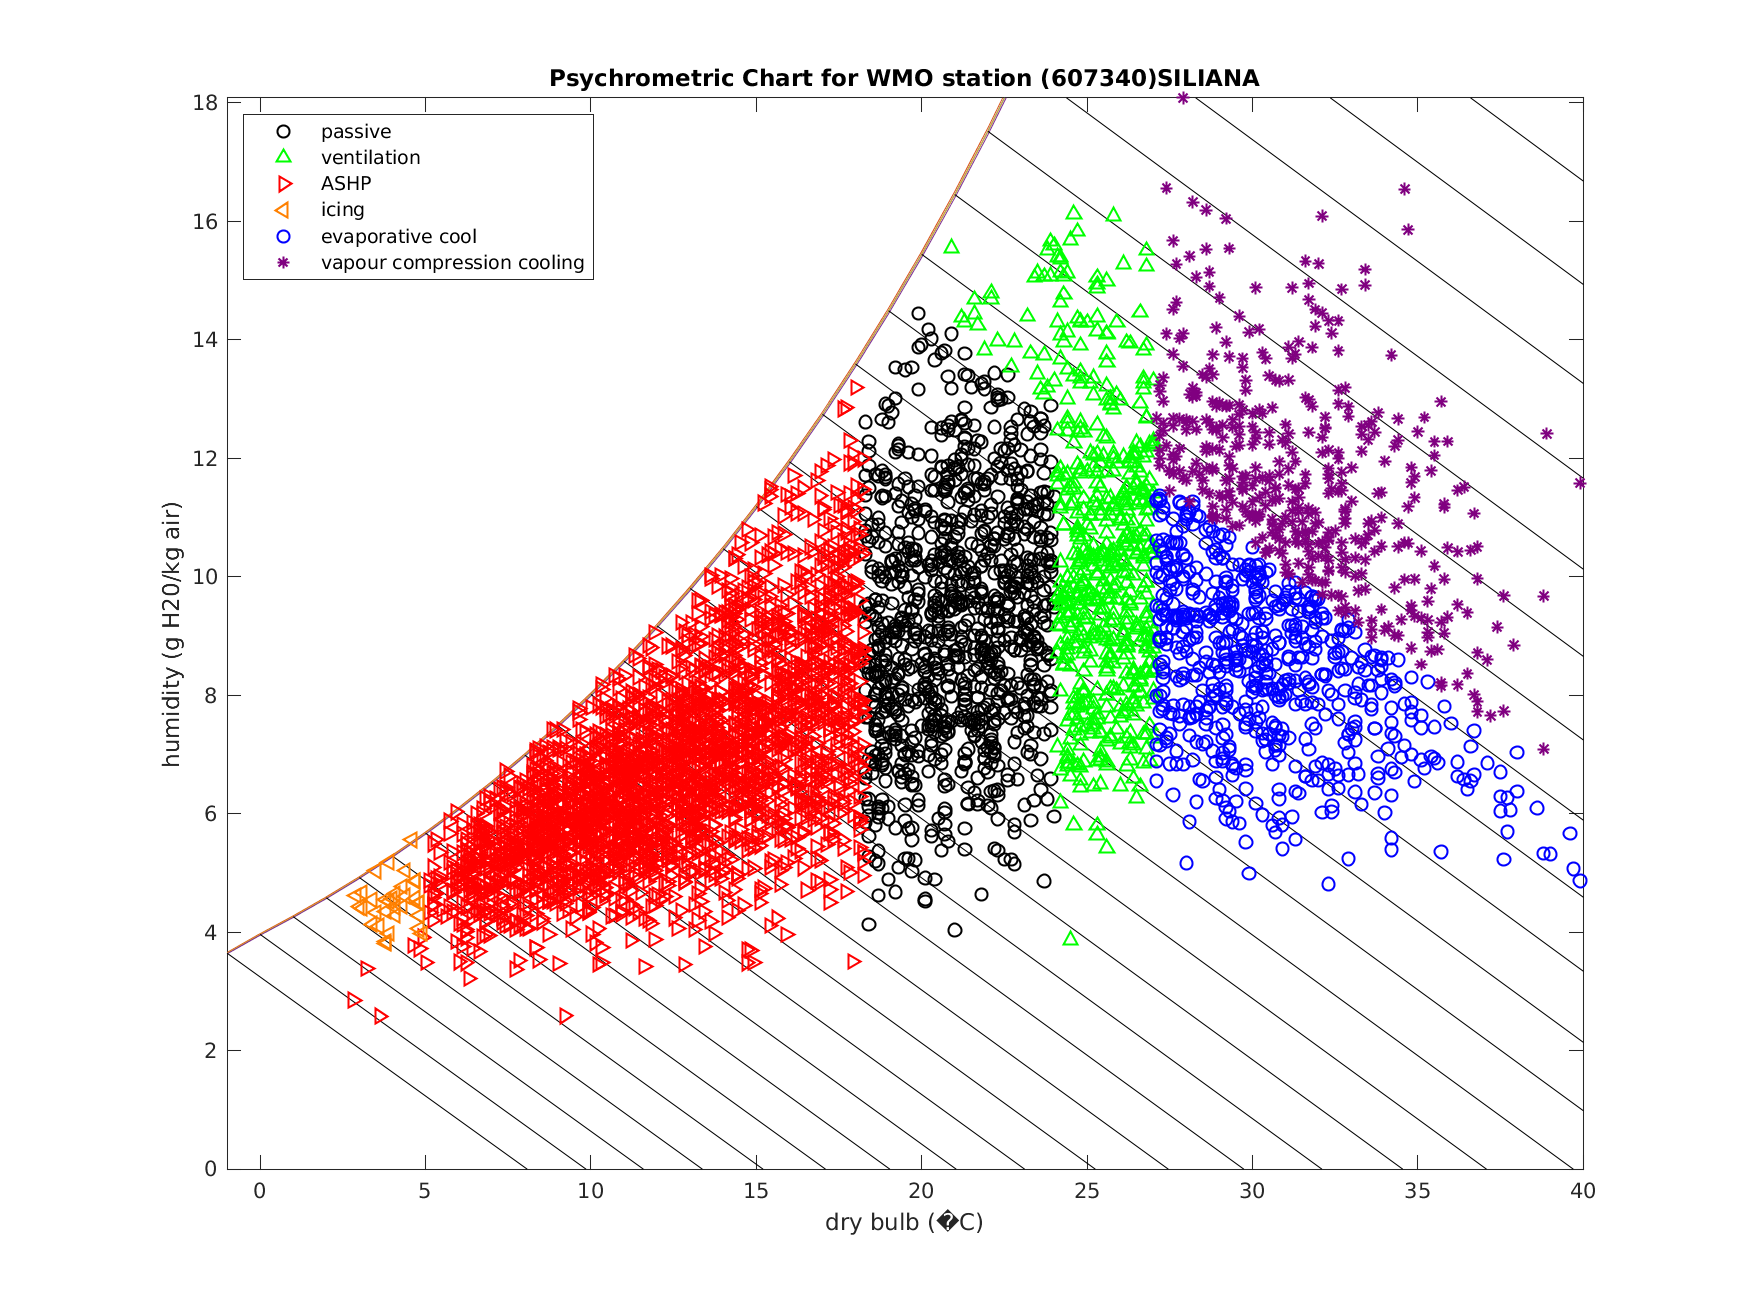 Psychrometric Chart for WMO station (607340)SILIANA
passive
ventilation
ASHP
icing
evaporative cool
vapour compression cooling
humidity (g H20/kg air)
18
16
14
12
10
8
6
4
2
0
0 5 10 15 20 25 30 35 40
dry bulb (�C)